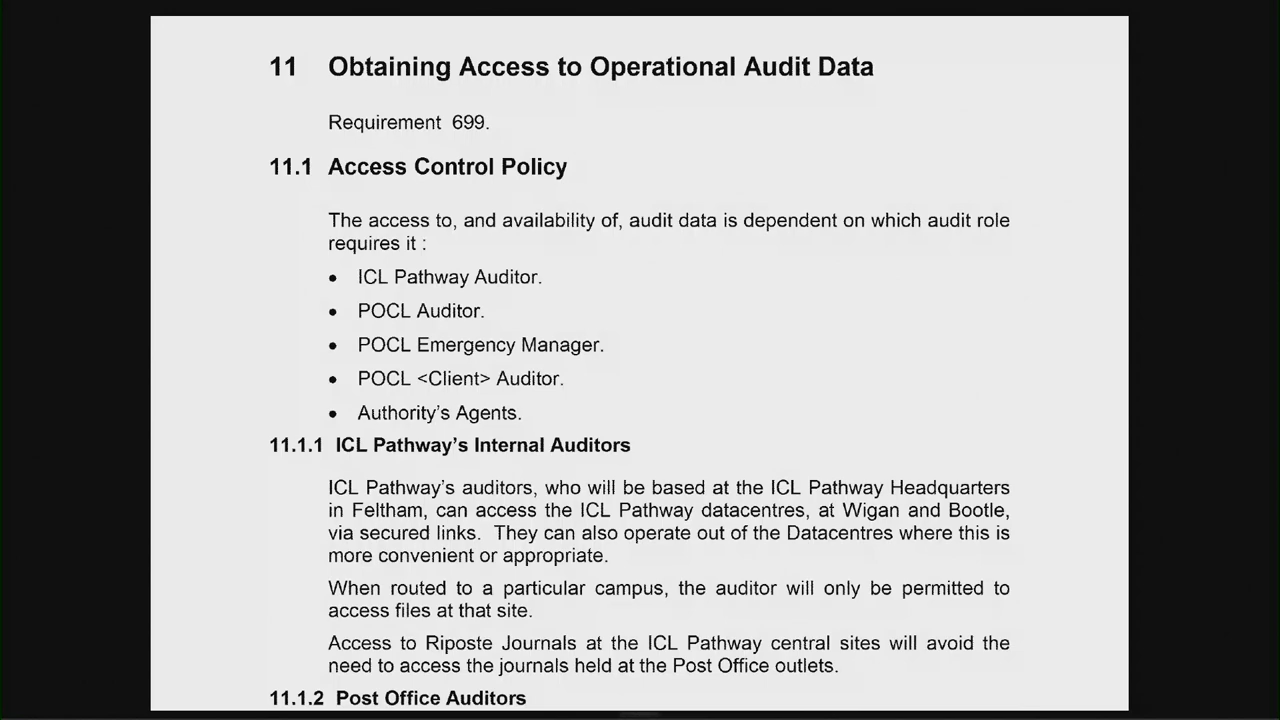 11 Obtaining Access to Operational Audit Data
Requirement 699.
11.1 Access Control Policy
The access to, and availability of, audit data is dependent on which audit role
requires it :
• ICL Pathway Auditor.
• POCL Auditor.
• POCL Emergency Manager.
• POCL <Client> Auditor.
• Authority's Agents.
11.1.1 ICL Pathway's Internal Auditors
ICL Pathway's auditors, who will be based at the ICL Pathway Headquarters
in Feltham, can access the ICL Pathway datacentres, at Wigan and Bootle,
via secured links. They can also operate out of the Datacentres where this is
more convenient or appropriate.
When routed to a particular campus, the auditor will only be permitted to
access files at that site.
Access to Riposte Journals at the ICL Pathway central sites will avoid the
need to access the journals held at the Post Office outlets.
11.1.2 Post Office Auditors